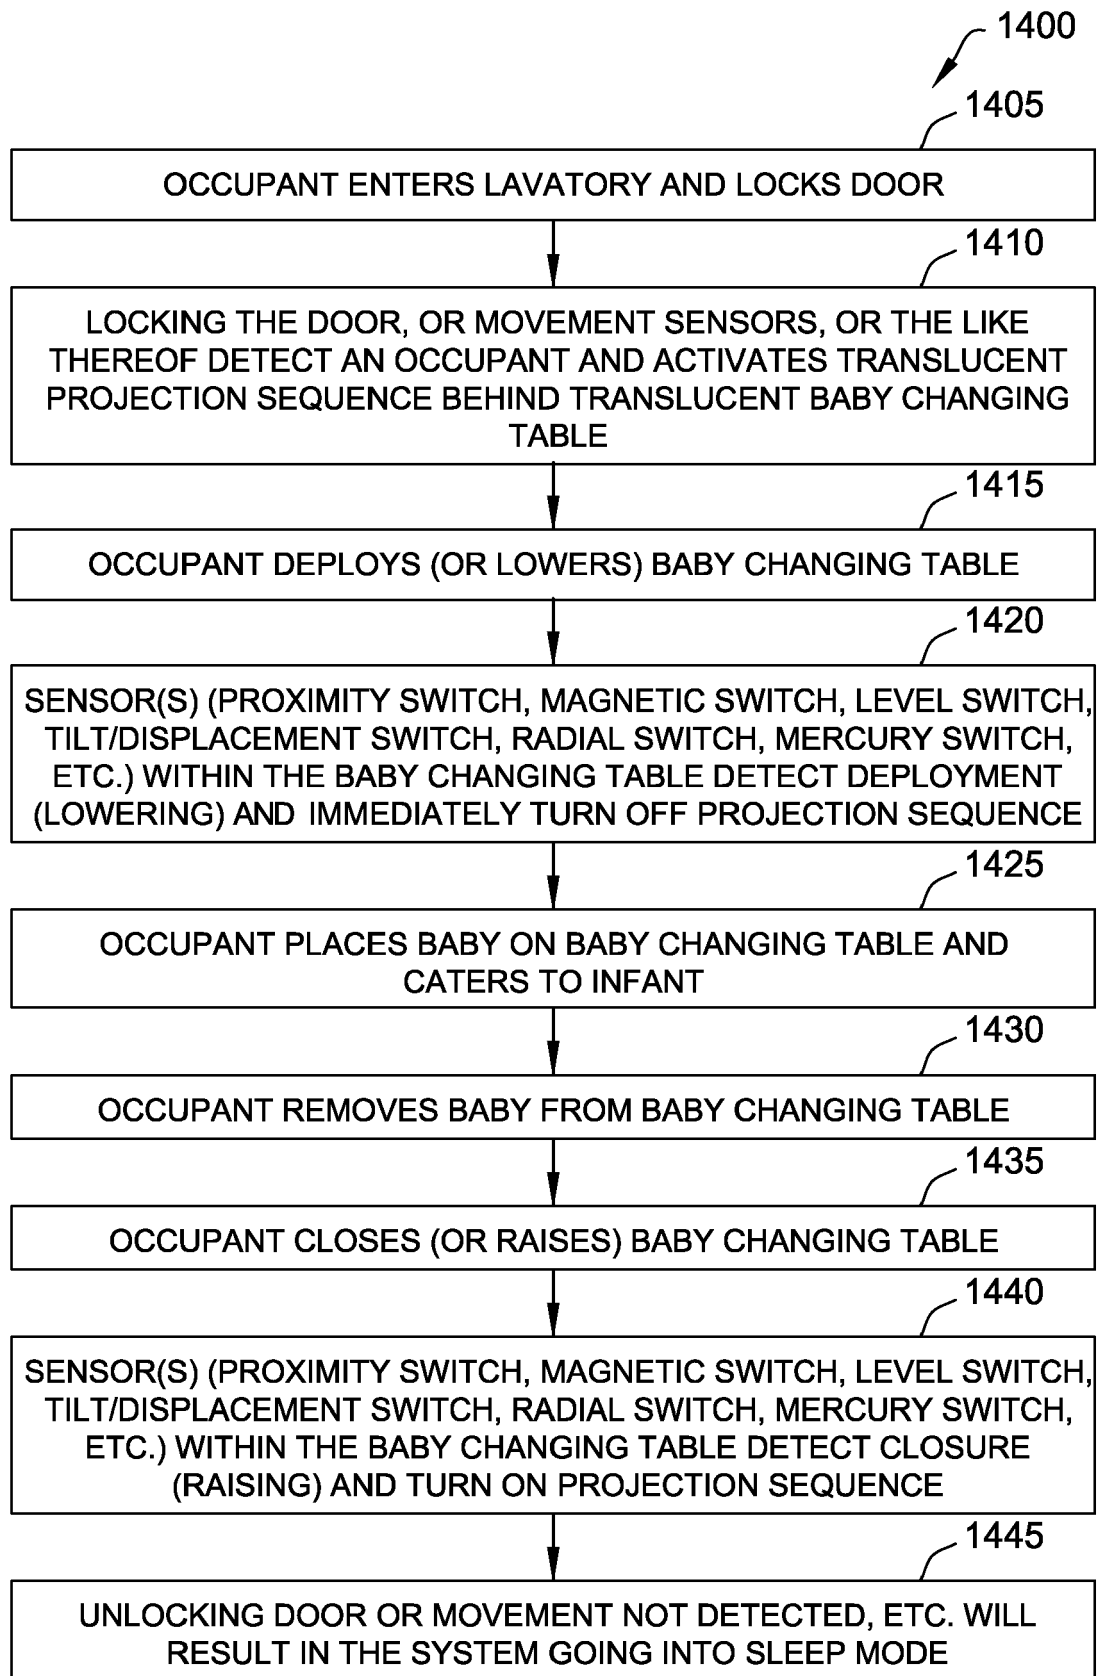 1400
1405
OCCUPANT ENTERS LAVATORY AND LOCKS DOOR
1410
LOCKING THE DOOR, OR MOVEMENT SENSORS, OR THE LIKE
THEREOF DETECT AN OCCUPANT AND ACTIVATES TRANSLUCENT
PROJECTION SEQUENCE BEHIND TRANSLUCENT BABY CHANGING
TABLE
1415
OCCUPANT DEPLOYS (OR LOWERS) BABY CHANGING TABLE
1420
SENSOR(S) (PROXIMITY SWITCH, MAGNETIC SWITCH, LEVEL SWITCH,
TILT/DISPLACEMENT SWITCH, RADIAL SWITCH, MERCURY SWITCH,
ETC.) WITHIN THE BABY CHANGING TABLE DETECT DEPLOYMENT
(LOWERING) AND IMMEDIATELY TURN OFF PROJECTION SEQUENCE
1425
OCCUPANT PLACES BABY ON BABY CHANGING TABLE AND
CATERS TO INFANT
1430
OCCUPANT REMOVES BABY FROM BABY CHANGING TABLE
1435
OCCUPANT CLOSES (OR RAISES) BABY CHANGING TABLE
1440
SENSOR(S) (PROXIMITY SWITCH, MAGNETIC SWITCH, LEVEL SWITCH,
TILT/DISPLACEMENT SWITCH, RADIAL SWITCH, MERCURY SWITCH,
ETC.) WITHIN THE BABY CHANGING TABLE DETECT CLOSURE
(RAISING) AND TURN ON PROJECTION SEQUENCE
1445
UNLOCKING DOOR OR MOVEMENT NOT DETECTED, ETC. WILL
RESULT IN THE SYSTEM GOING INTO SLEEP MODE